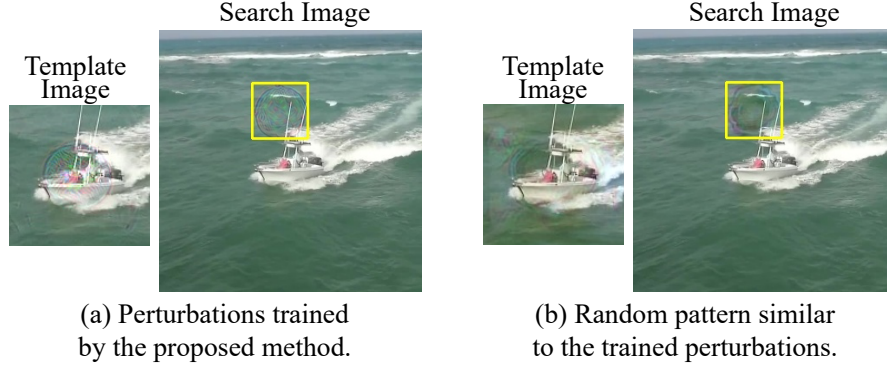 Search Image
Template
Image
(a) Perturbations trained
by the proposed method.
Search Image
Template
Image
(b) Random pattern similar
to the trained perturbations.